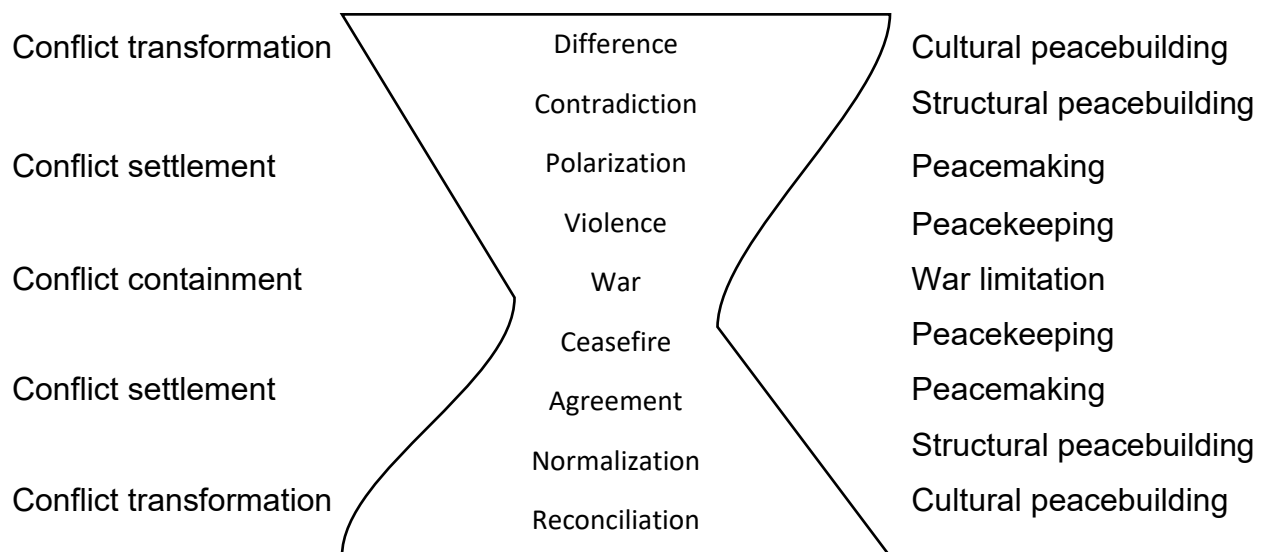 Conflict transformation
Difference
Cultural peacebuilding
Contradiction
Structural peacebuilding
Conflict settlement
Polarization
Peacemaking
Violence
Peacekeeping
Conflict containment
War
War limitation
Ceasefire
Peacekeeping
Conflict settlement
Agreement
Peacemaking
Normalization
Structural peacebuilding
Conflict transformation
Reconciliation
Cultural peacebuilding